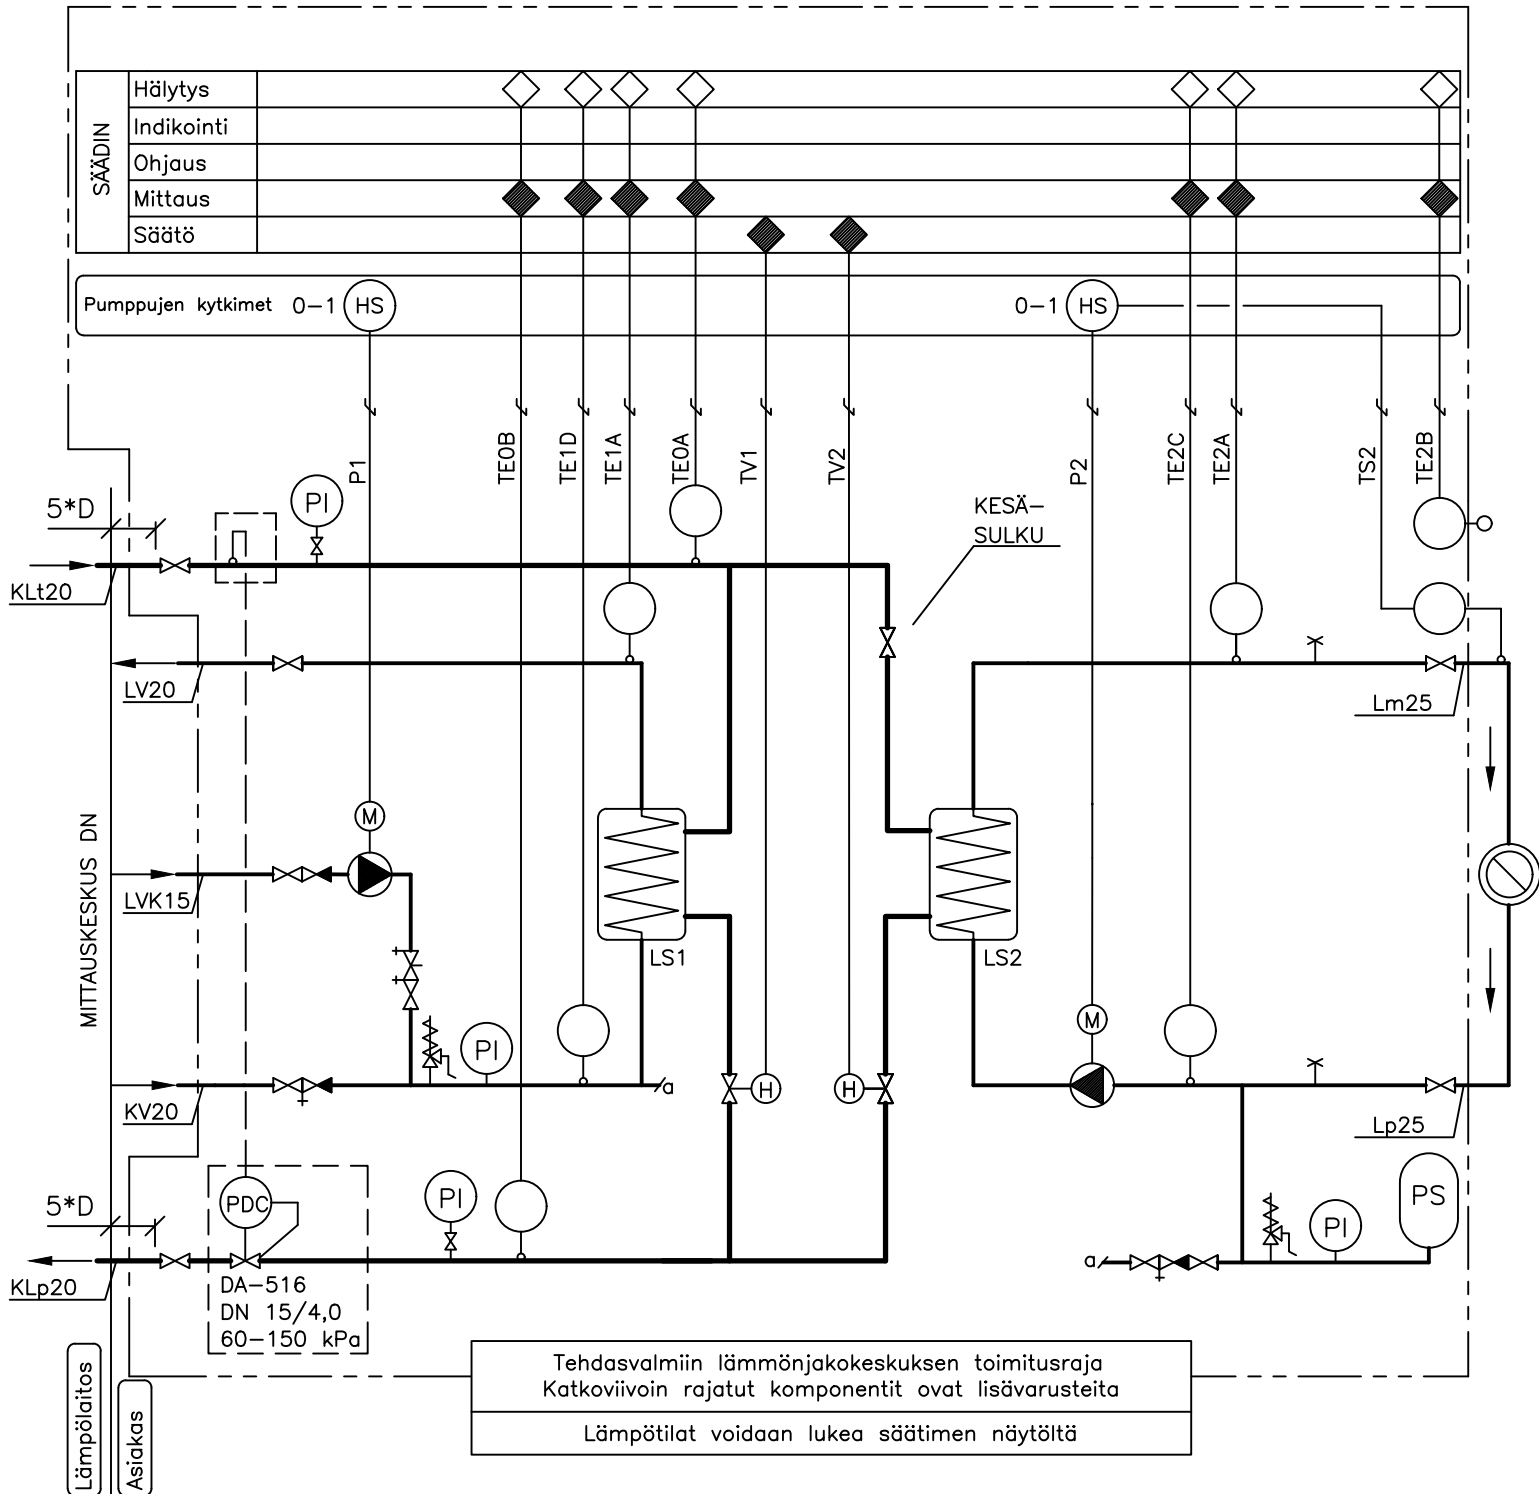 SÄÄDIN
Hälytys
Indikointi
Ohjaus
Mittaus
Säätö
Pumppujen kytkimet 0-1 HS
0-1 HS
P1
TE0B
TE1D
TE1A
TE0A
TV1
TV2
P2
TE2C
TE2A
TS2
TE2B
5*D
PI
KESÄ-
SULKU
KLt20
LV20
Lm25
M
MITTAUSKESKUS DN
LVK15
LS1
LS2
M
PI
KV20
a
H
H
Lp25
5*D
PDC
PI
PI
PS
a
KLp20
DA-516
DN 15/4,0
60-150 kPa
Lämpölaitos
Asiakas
Tehdasvalmiin lämmönjakokeskuksen toimitusraja
Katkoviivoin rajatut komponentit ovat lisävarusteita
Lämpötilat voidaan lukea säätimen näytöltä